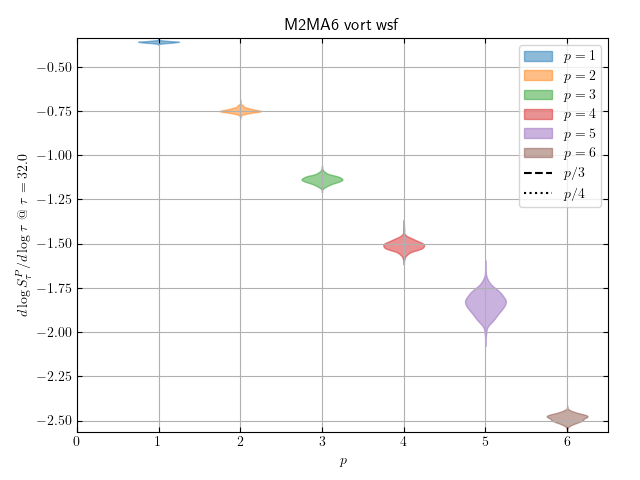 M2MA6 vort wsf
d log S_τ^p / d log τ @ τ = 32.0
−0.50
−0.75
−1.00
−1.25
−1.50
−1.75
−2.00
−2.25
−2.50
p = 1
p = 2
p = 3
p = 4
p = 5
p = 6
p/3
p/4
0 1 2 3 4 5 6
p